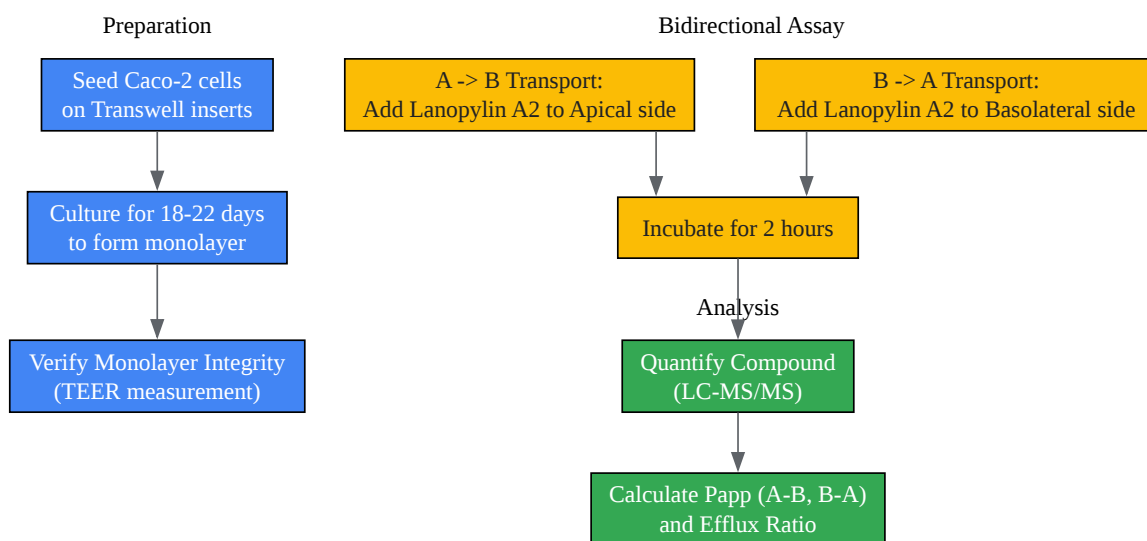 Preparation
Seed Caco-2 cells
on Transwell inserts
Culture for 18-22 days
to form monolayer
Verify Monolayer Integrity
(TEER measurement)
Bidirectional Assay
A -> B Transport:
Add Lanopylin A2 to Apical side
B -> A Transport:
Add Lanopylin A2 to Basolateral side
Incubate for 2 hours
Analysis
Quantify Compound
(LC-MS/MS)
Calculate Papp (A-B, B-A)
and Efflux Ratio